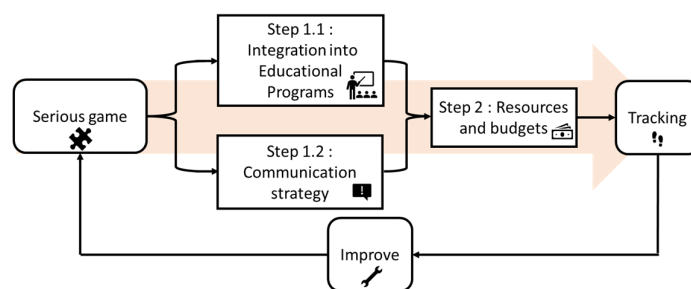 Serious game
Step 1.1 :
Integration into
Educational
Programs
Step 1.2 :
Communication
strategy
Step 2 : Resources
and budgets
Tracking
Improve